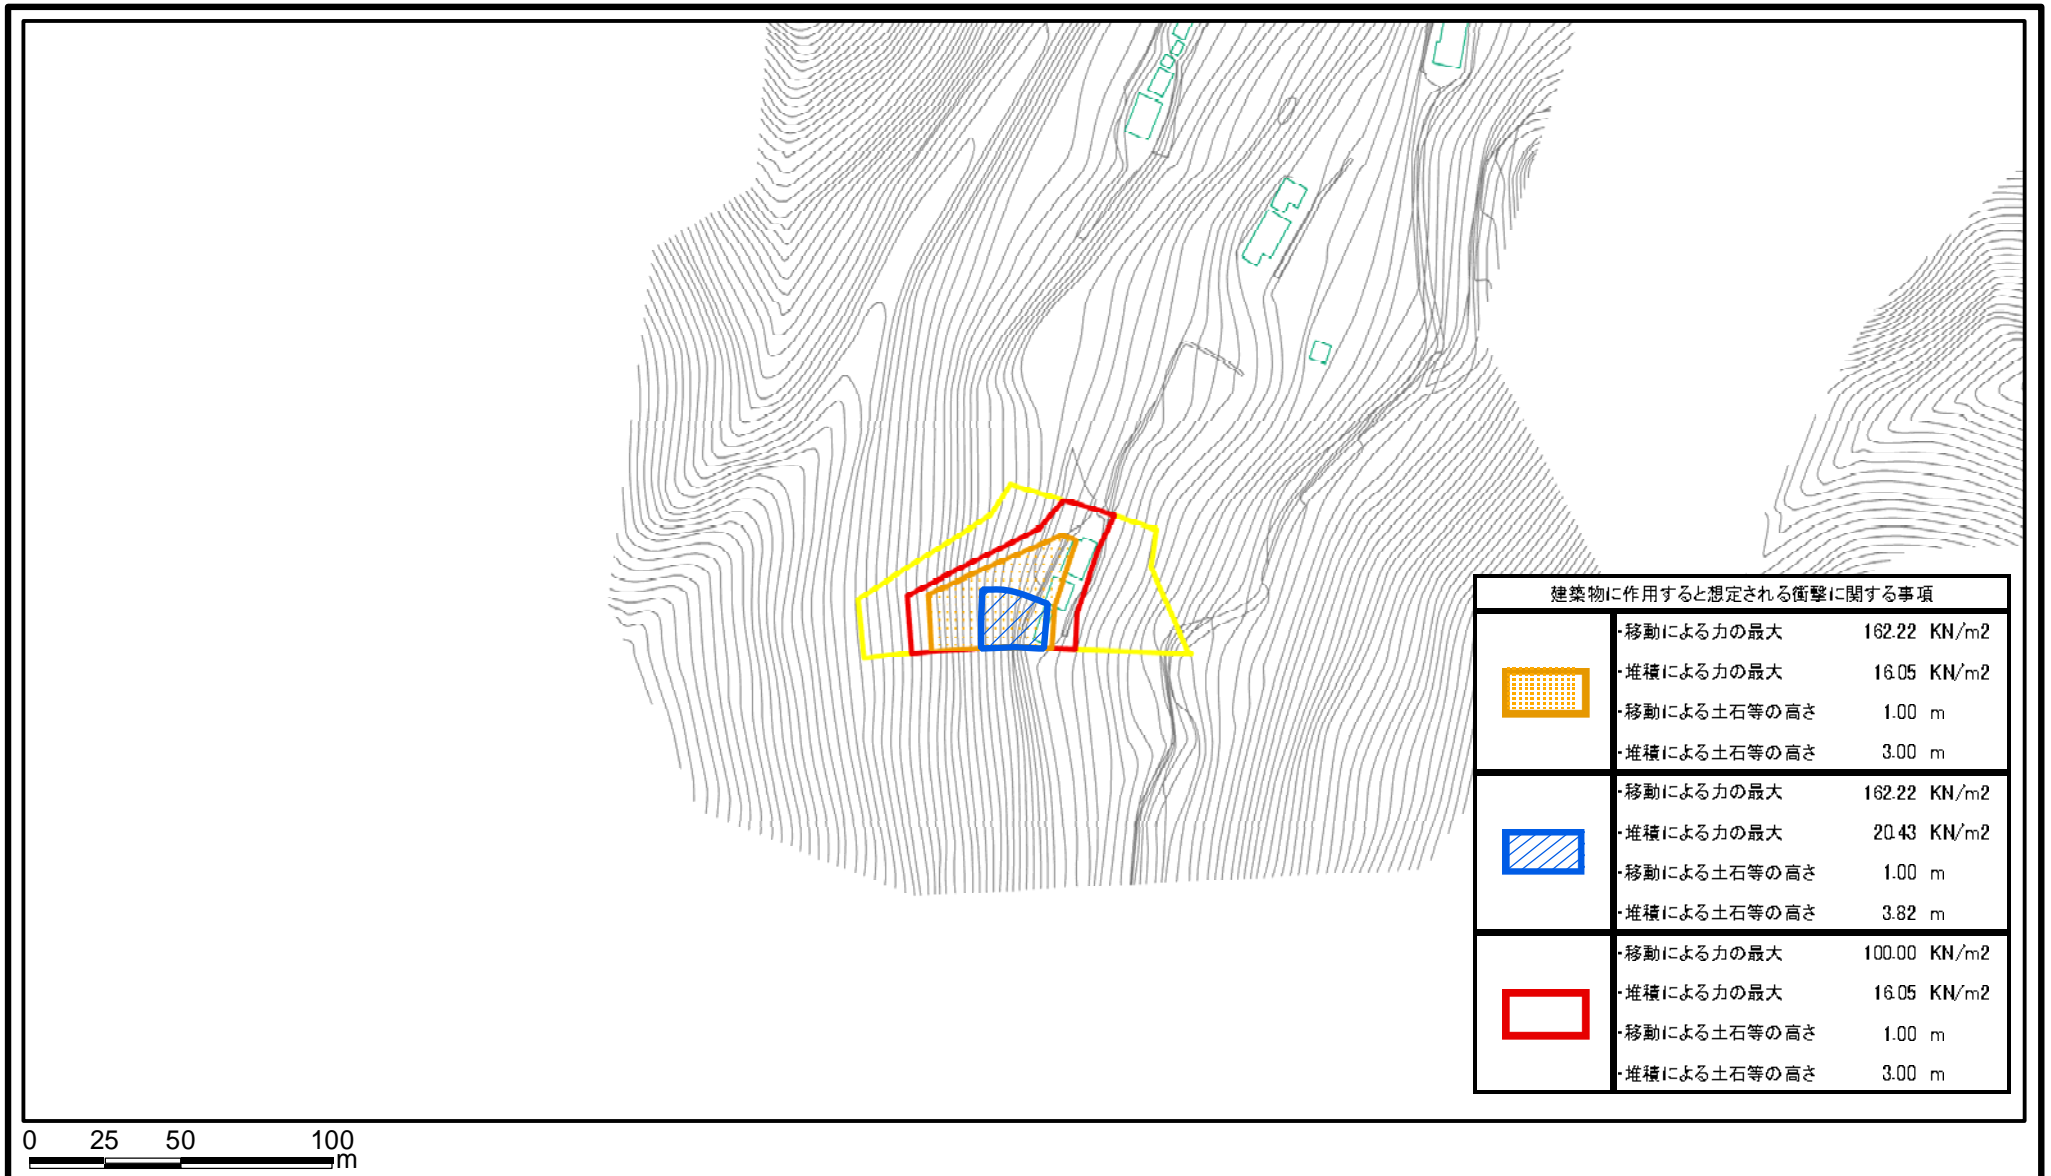 建築物に作用すると想定される衝撃に関する事項
・移動による力の最大 162.22 KN/m2
・堆積による力の最大 16.05 KN/m2
・移動による土石等の高さ 1.00 m
・堆積による土石等の高さ 3.00 m
・移動による力の最大 162.22 KN/m2
・堆積による力の最大 20.43 KN/m2
・移動による土石等の高さ 1.00 m
・堆積による土石等の高さ 3.82 m
・移動による力の最大 100.00 KN/m2
・堆積による力の最大 16.05 KN/m2
・移動による土石等の高さ 1.00 m
・堆積による土石等の高さ 3.00 m
0 25 50 100
m